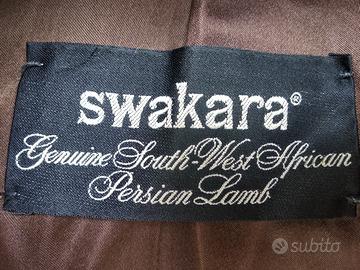 swakara®
Genuine South-West African
Persian Lamb
subito